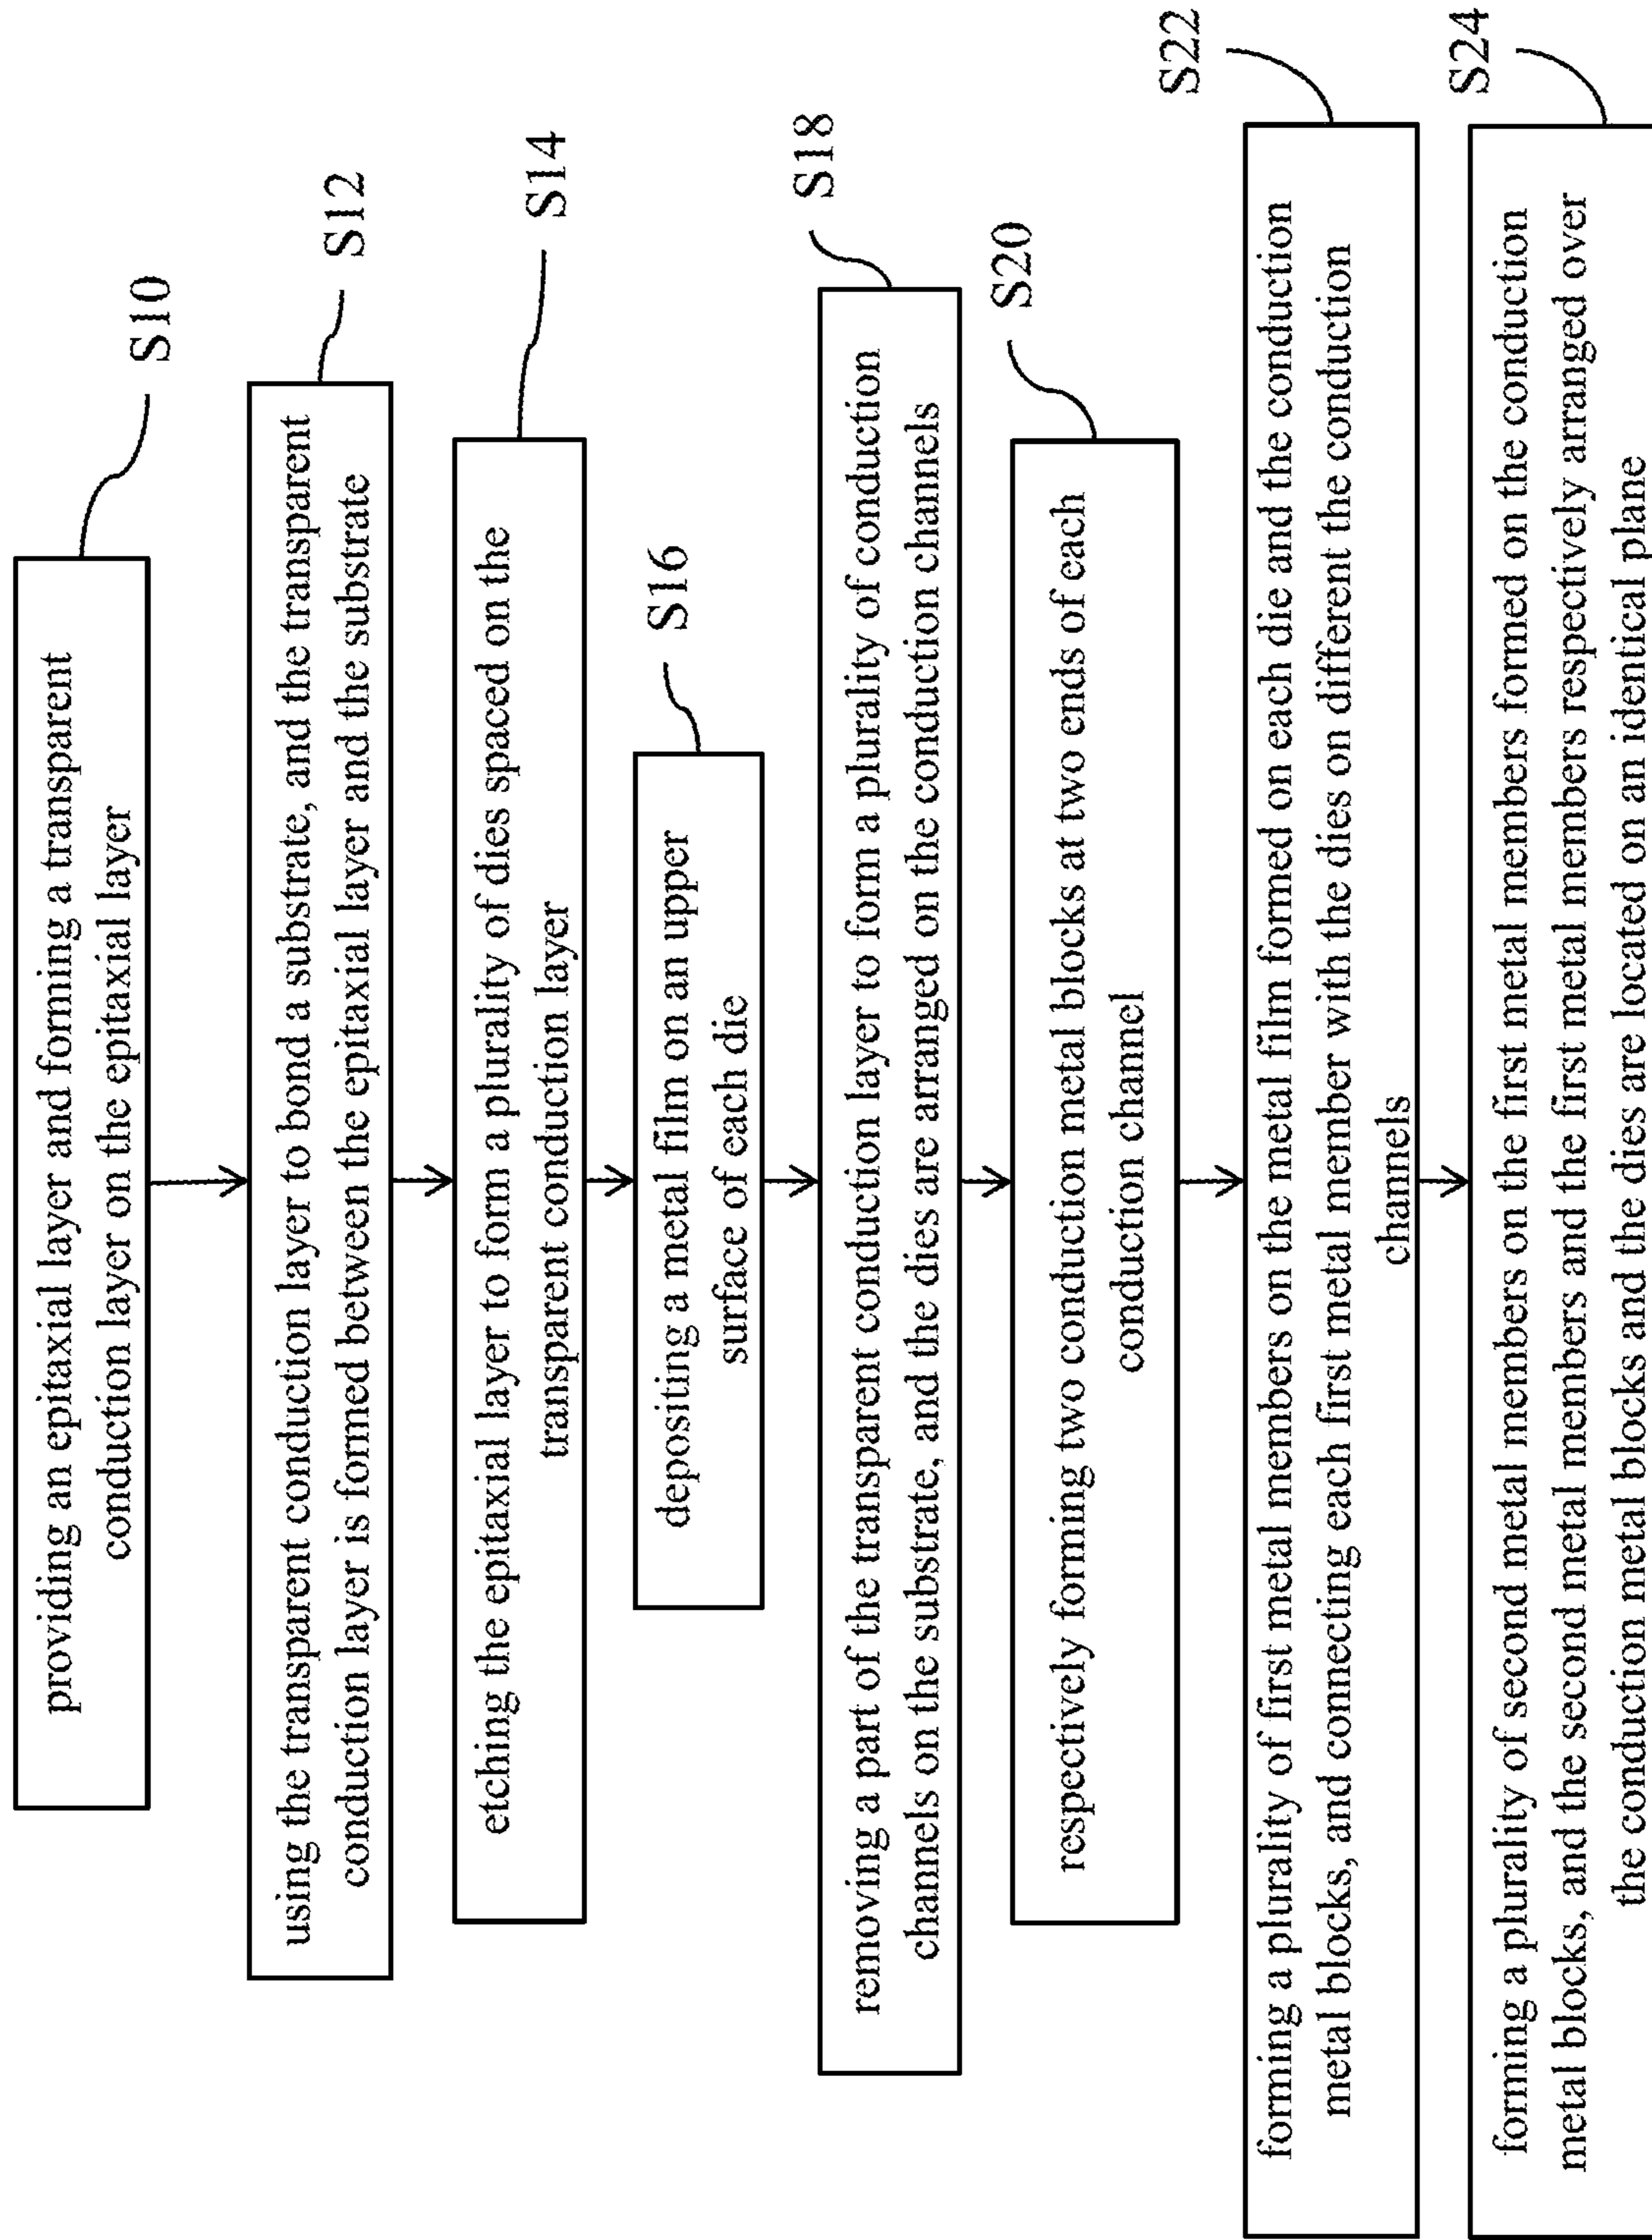 providing an epitaxial layer and forming a transparent
conduction layer on the epitaxial layer
S10
using the transparent conduction layer to bond a substrate, and the transparent
conduction layer is formed between the epitaxial layer and the substrate
S12
etching the epitaxial layer to form a plurality of dies spaced on the
transparent conduction layer
S14
depositing a metal film on an upper
surface of each die
S16
removing a part of the transparent conduction layer to form a plurality of conduction
channels on the substrate, and the dies are arranged on the conduction channels
S18
respectively forming two conduction metal blocks at two ends of each
conduction channel
S20
forming a plurality of first metal members on the metal film formed on each die and the conduction
metal blocks, and connecting each first metal member with the dies on different the conduction
channels
S22
forming a plurality of second metal members on the first metal members formed on the conduction
metal blocks, and the second metal members and the first metal members respectively arranged over
the conduction metal blocks and the dies are located on an identical plane
S24